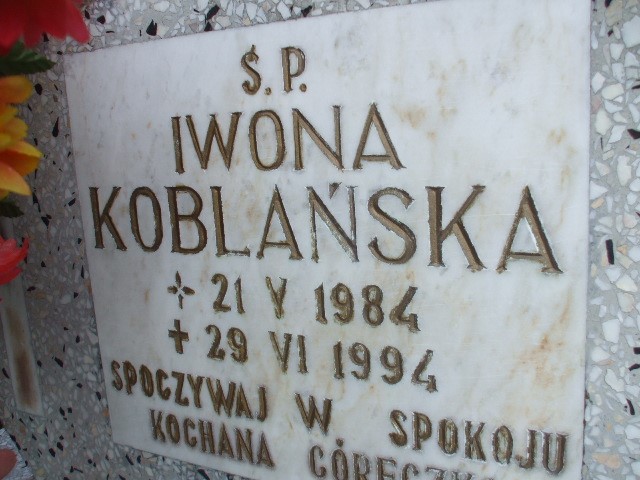 Ś.P.
IWONA
KOBLAŃSKA
21 V 1984
+ 29 VI 1994
SPOCZYWAJ W SPOKOJU
KOCHANA